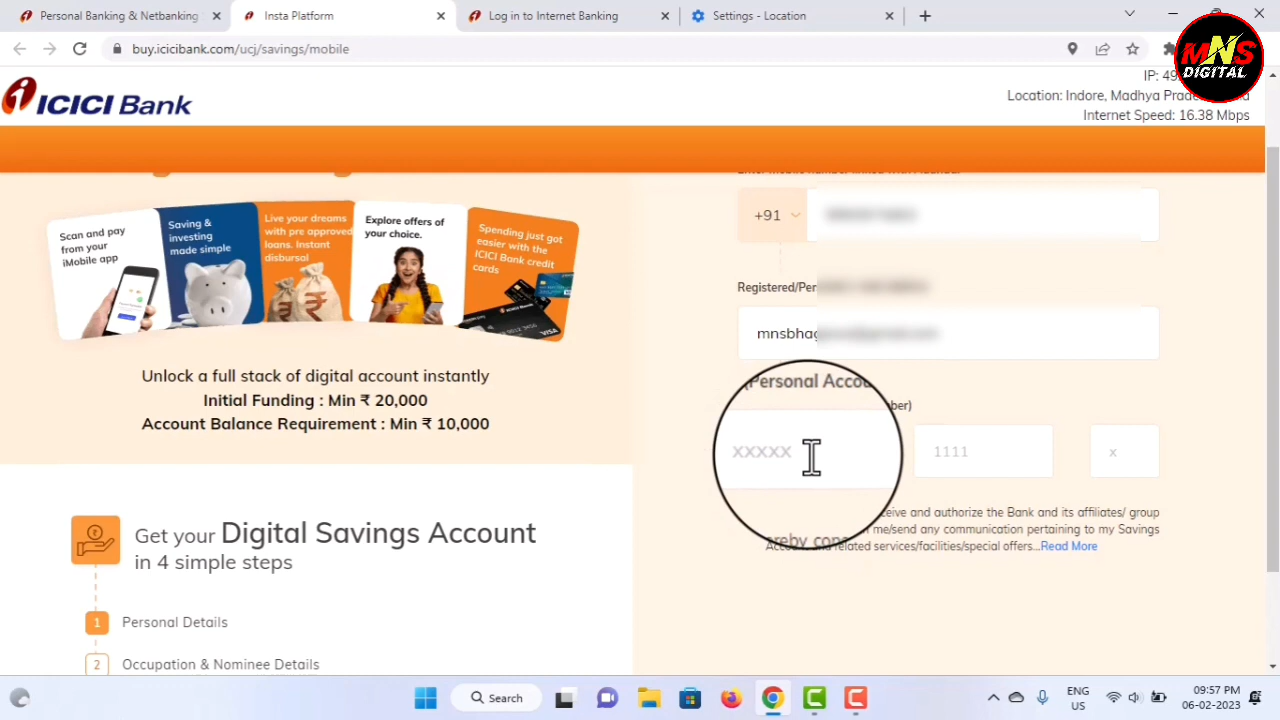 Personal Banking & Netbanking
Insta Platform
Log in to Internet Banking
Settings - Location
buy.icicibank.com/ucj/savings/mobile
MNS
DIGITAL
ICICI Bank
IP: 49
Location: Indore, Madhya Prad
Internet Speed: 16.38 Mbps
Scan and pay
from your
iMobile app
Saving &
investing
made simple
Live your dreams
with pre approved
loans. Instant
disbursal
Explore offers of
your choice.
Spending just got
easier with the
ICICI Bank credit
cards
VISA
+91
Registered/Per
mnsbhag
Unlock a full stack of digital account instantly
Initial Funding : Min ₹ 20,000
Account Balance Requirement : Min ₹ 10,000
(Personal Accou
ber)
XXXXX
1111
x
ceive and authorize the Bank and its affiliates/ group
me/send any communication pertaining to my Savings
related services/facilities/special offers...Read More
ereby cons
Get your Digital Savings Account
in 4 simple steps
1 Personal Details
2 Occupation & Nominee Details
Search
ENG
US
09:57 PM
06-02-2023